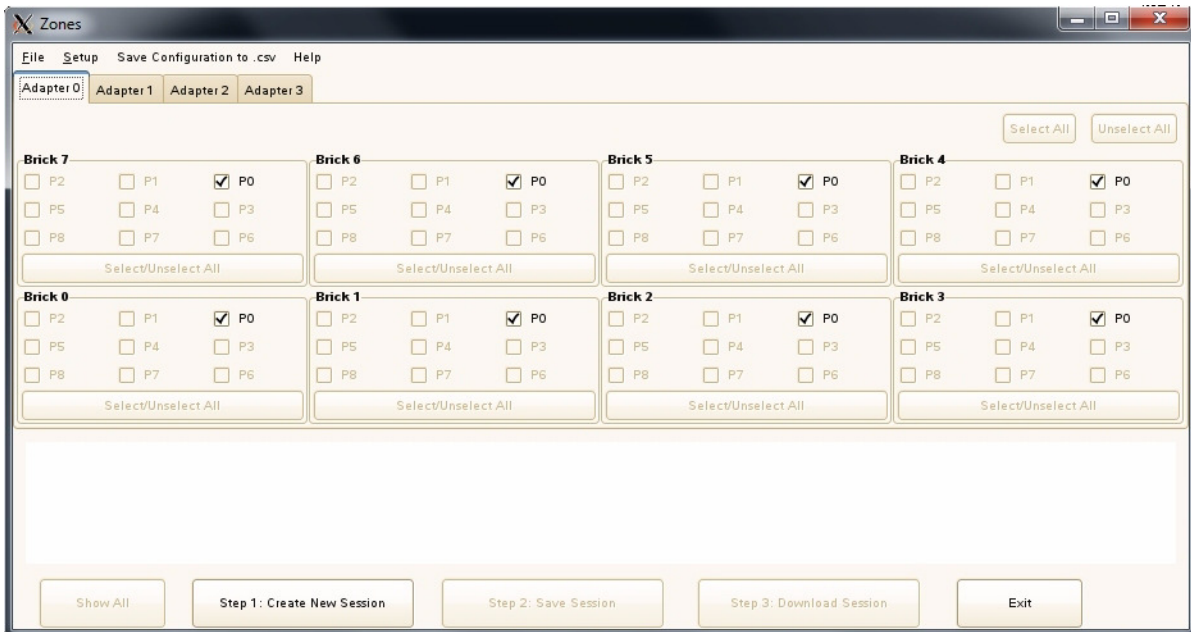 Zones
File Setup Save Configuration to .csv Help
Adapter 0 Adapter 1 Adapter 2 Adapter 3
Select All Unselect All
Brick 7 Brick 6 Brick 5 Brick 4
P2 P1 P0 P2 P1 P0 P2 P1 P0 P2 P1 P0
P5 P4 P3 P5 P4 P3 P5 P4 P3 P5 P4 P3
P8 P7 P6 P8 P7 P6 P8 P7 P6 P8 P7 P6
Select/Unselect All Select/Unselect All Select/Unselect All Select/Unselect All
Brick 0 Brick 1 Brick 2 Brick 3
P2 P1 P0 P2 P1 P0 P2 P1 P0 P2 P1 P0
P5 P4 P3 P5 P4 P3 P5 P4 P3 P5 P4 P3
P8 P7 P6 P8 P7 P6 P8 P7 P6 P8 P7 P6
Select/Unselect All Select/Unselect All Select/Unselect All Select/Unselect All
Show All Step 1: Create New Session Step 2: Save Session Step 3: Download Session Exit